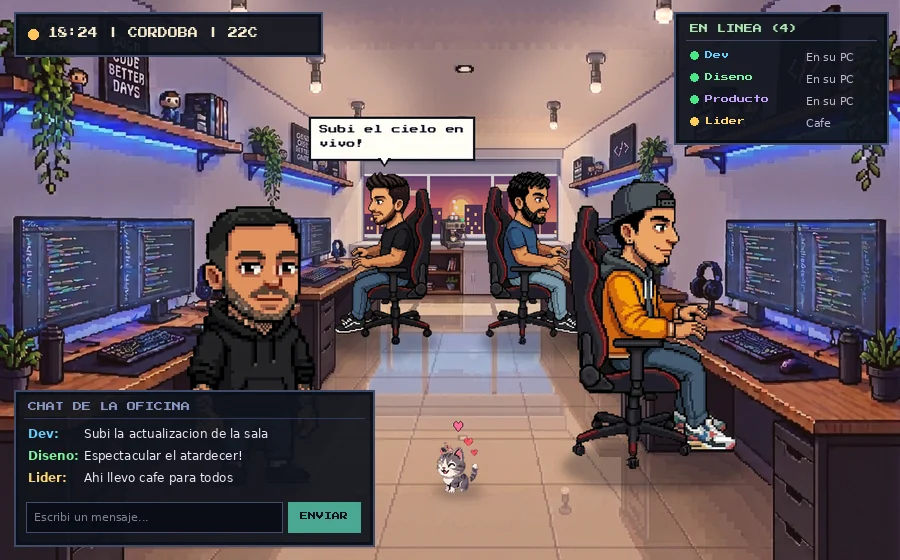 18:24 | CORDOBA | 22C
EN LINEA (4)
Dev En su PC
Diseno En su PC
Producto En su PC
Lider Cafe
CODE
BETTER
DAYS
</>
Subi el cielo en
vivo!
CHAT DE LA OFICINA
Dev: Subi la actualizacion de la sala
Diseno: Espectacular el atardecer!
Lider: Ahi llevo cafe para todos
Escribi un mensaje...
ENVIAR